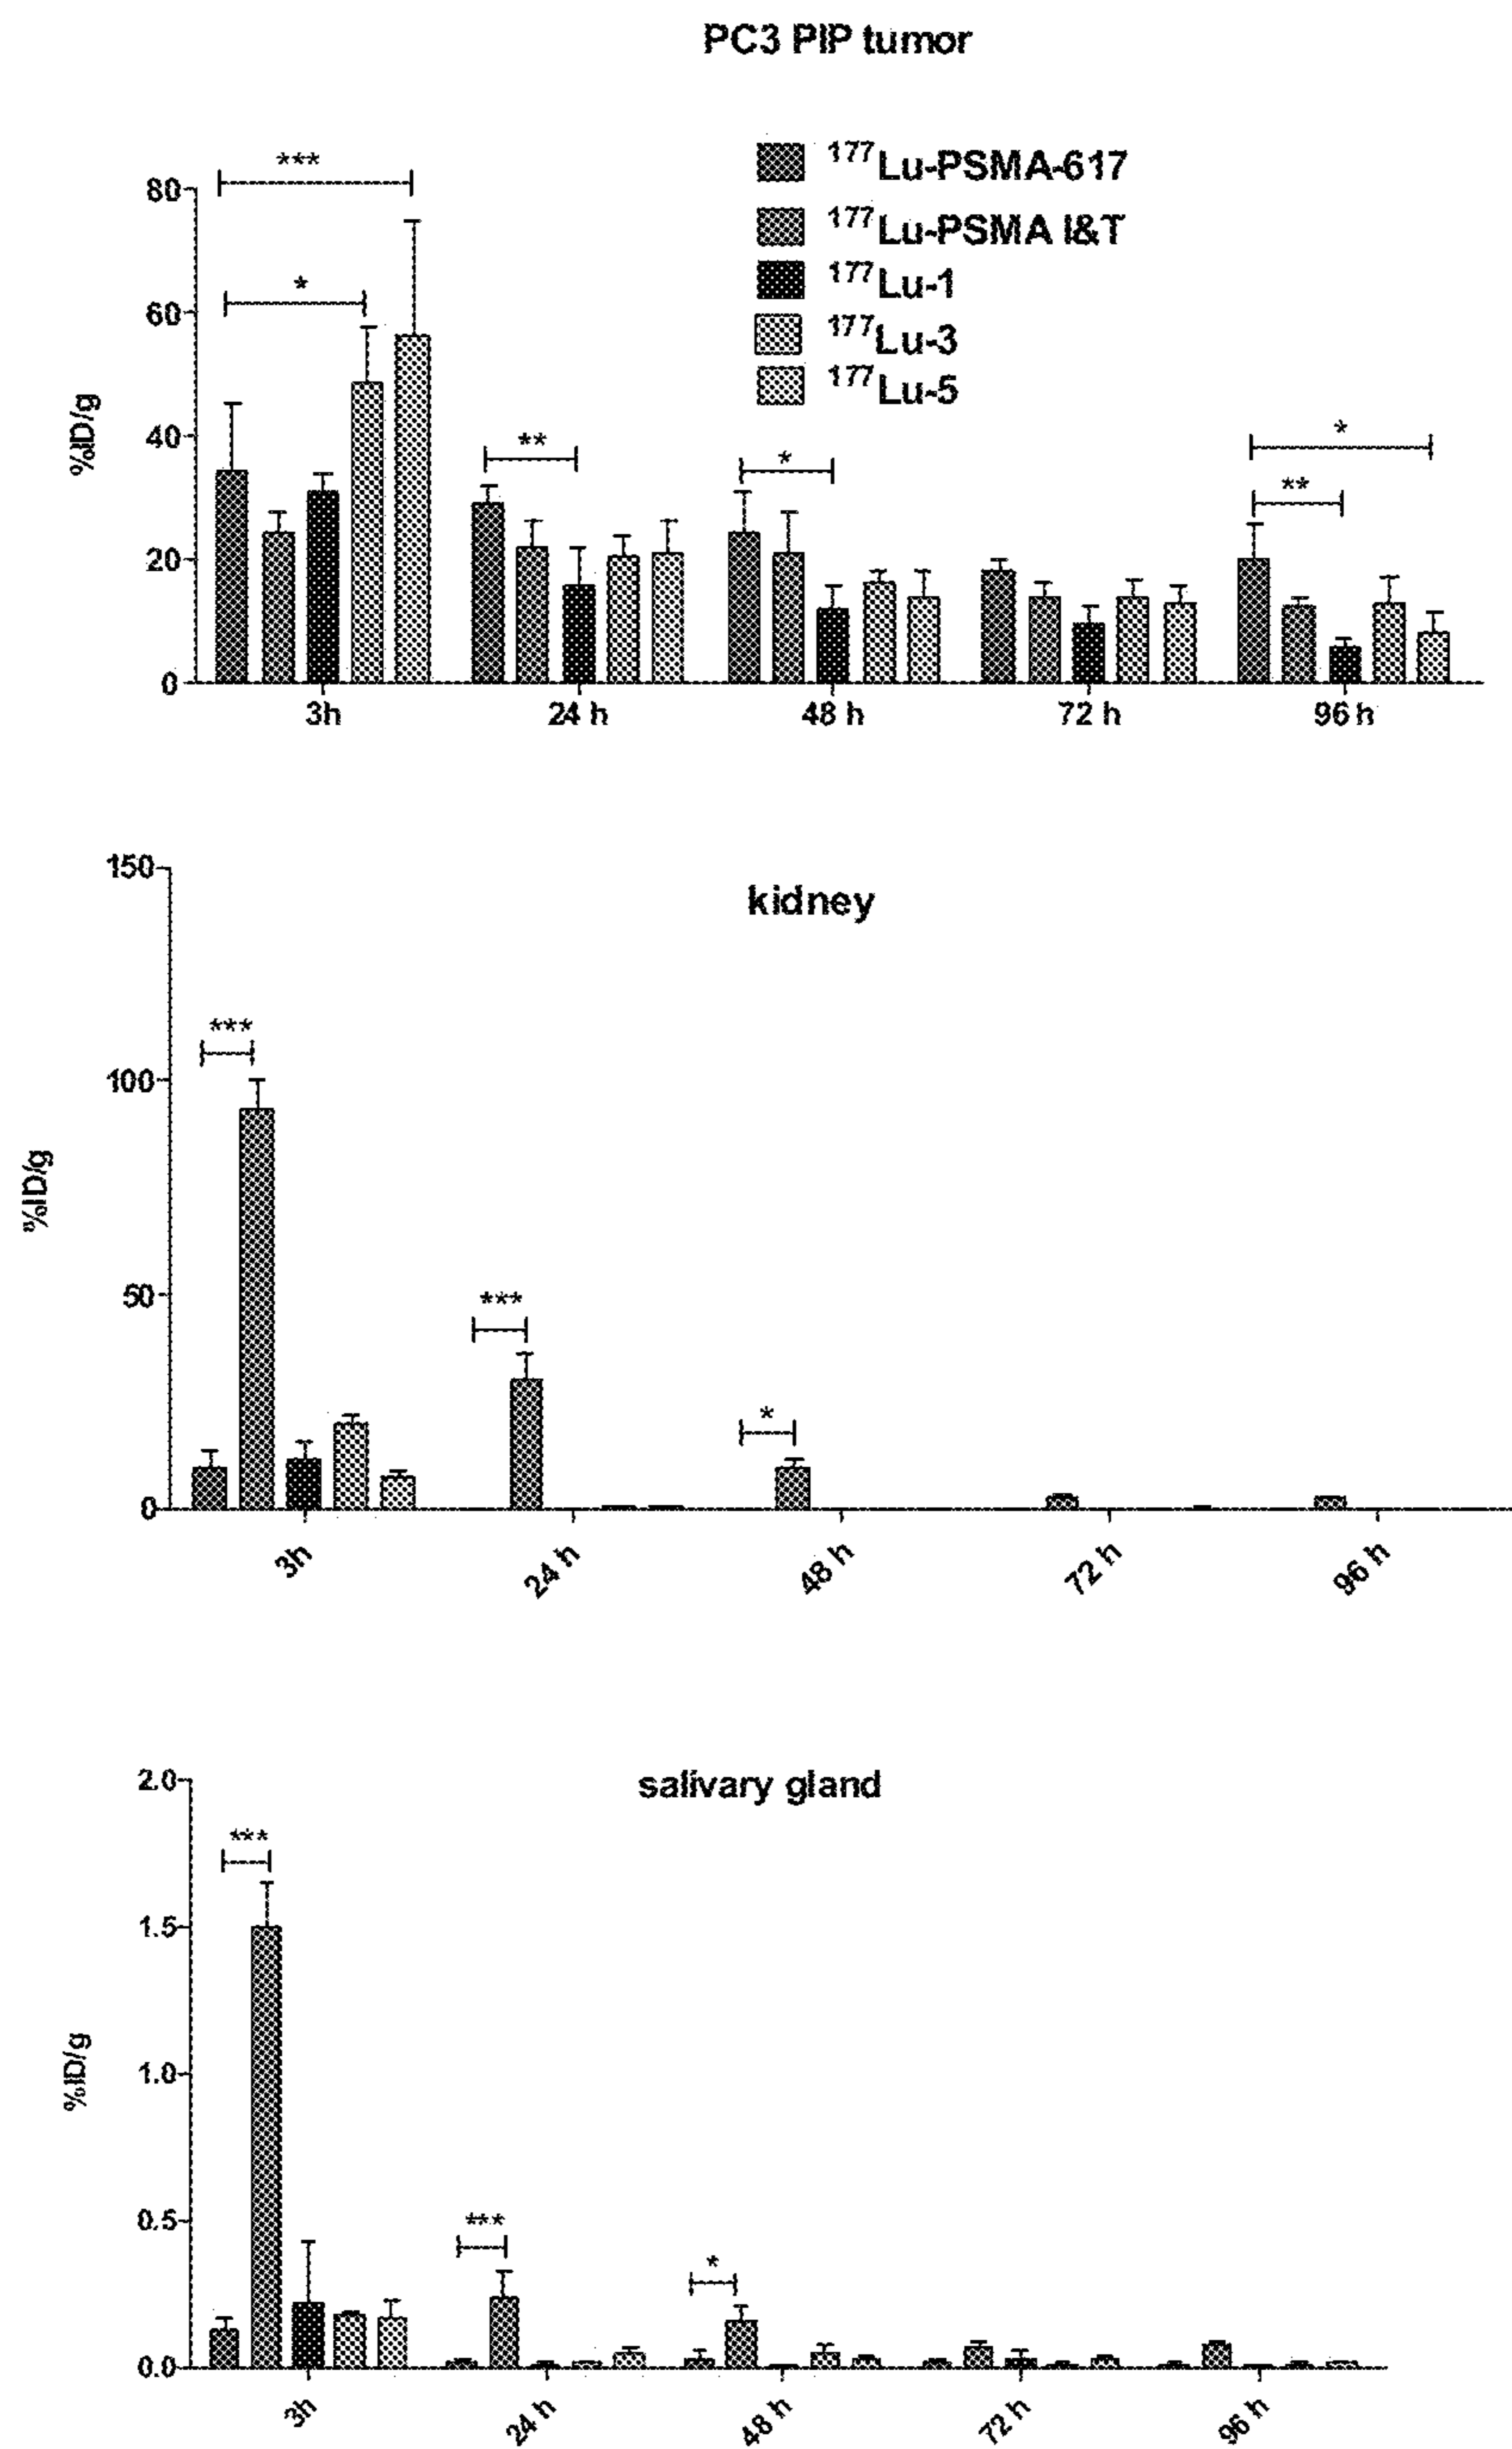 PC3 PIP tumor
***
*
**
*
*
**
¹⁷⁷Lu-PSMA-617
¹⁷⁷Lu-PSMA I&T
¹⁷⁷Lu-1
¹⁷⁷Lu-3
¹⁷⁷Lu-5
%ID/g
80
60
40
20
0
3h 24 h 48 h 72 h 96 h
kidney
***
***
*
%ID/g
150
100
50
0
3h 24 h 48 h 72 h 96 h
salivary gland
***
***
*
%ID/g
2.0
1.5
1.0
0.5
0.0
3h 24 h 48 h 72 h 96 h